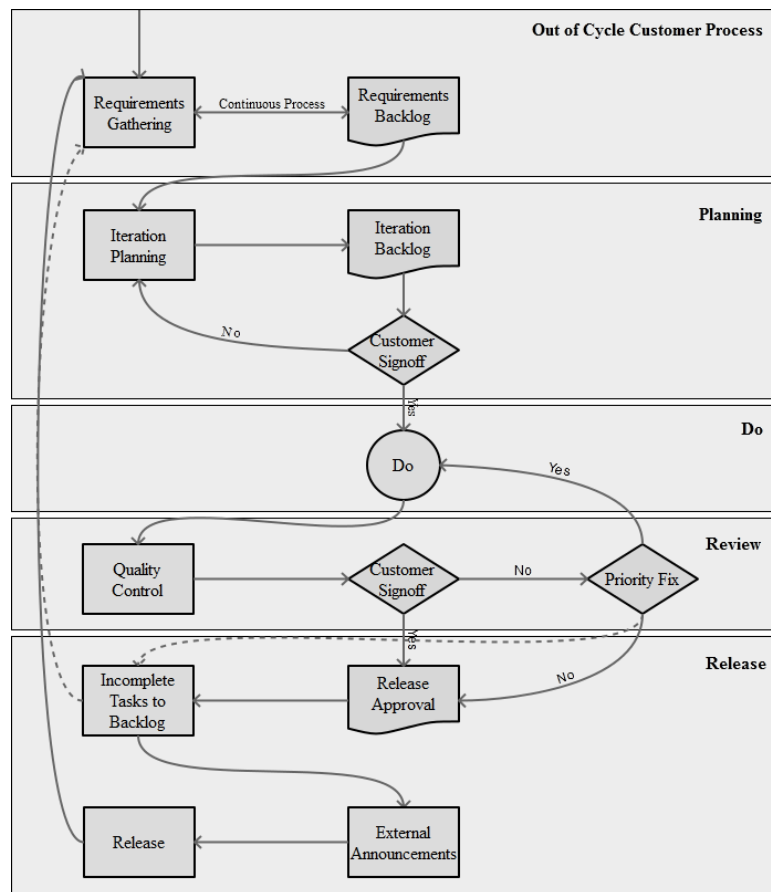 Out of Cycle Customer Process
Requirements
Gathering
Continuous Process
Requirements
Backlog
Planning
Iteration
Planning
Iteration
Backlog
No
Customer
Signoff
Yes
Do
Do
Yes
Review
Quality
Control
Customer
Signoff
No
Priority Fix
Yes
Release
Incomplete
Tasks to
Backlog
Release
Approval
No
Release
External
Announcements